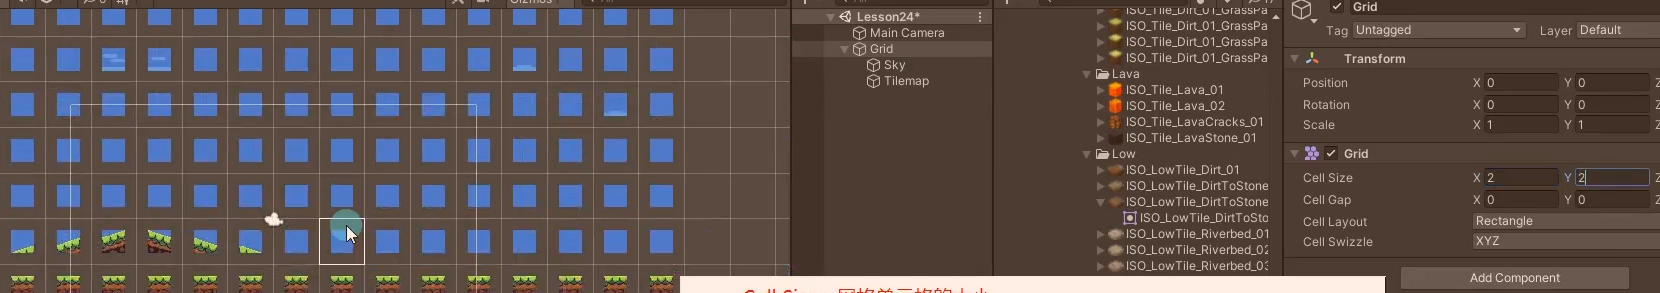 Lesson24*
Main Camera
Grid
Sky
Tilemap
ISO_Tile_Dirt_01_GrassPa
ISO_Tile_Dirt_01_GrassPa
ISO_Tile_Dirt_01_GrassPa
ISO_Tile_Dirt_01_GrassPa
Lava
ISO_Tile_Lava_01
ISO_Tile_Lava_02
ISO_Tile_LavaCracks_01
ISO_Tile_LavaStone_01
Low
ISO_LowTile_Dirt_01
ISO_LowTile_DirtToStone
ISO_LowTile_DirtToStone
ISO_LowTile_DirtToSto
ISO_LowTile_Riverbed_01
ISO_LowTile_Riverbed_02
ISO_LowTile_Riverbed_03
Grid
Tag Untagged Layer Default
Transform
Position X 0 Y 0 Z
Rotation X 0 Y 0 Z
Scale X 1 Y 1 Z
Grid
Cell Size X 2 Y 2 Z
Cell Gap X 0 Y 0 Z
Cell Layout Rectangle
Cell Swizzle XYZ
Add Component